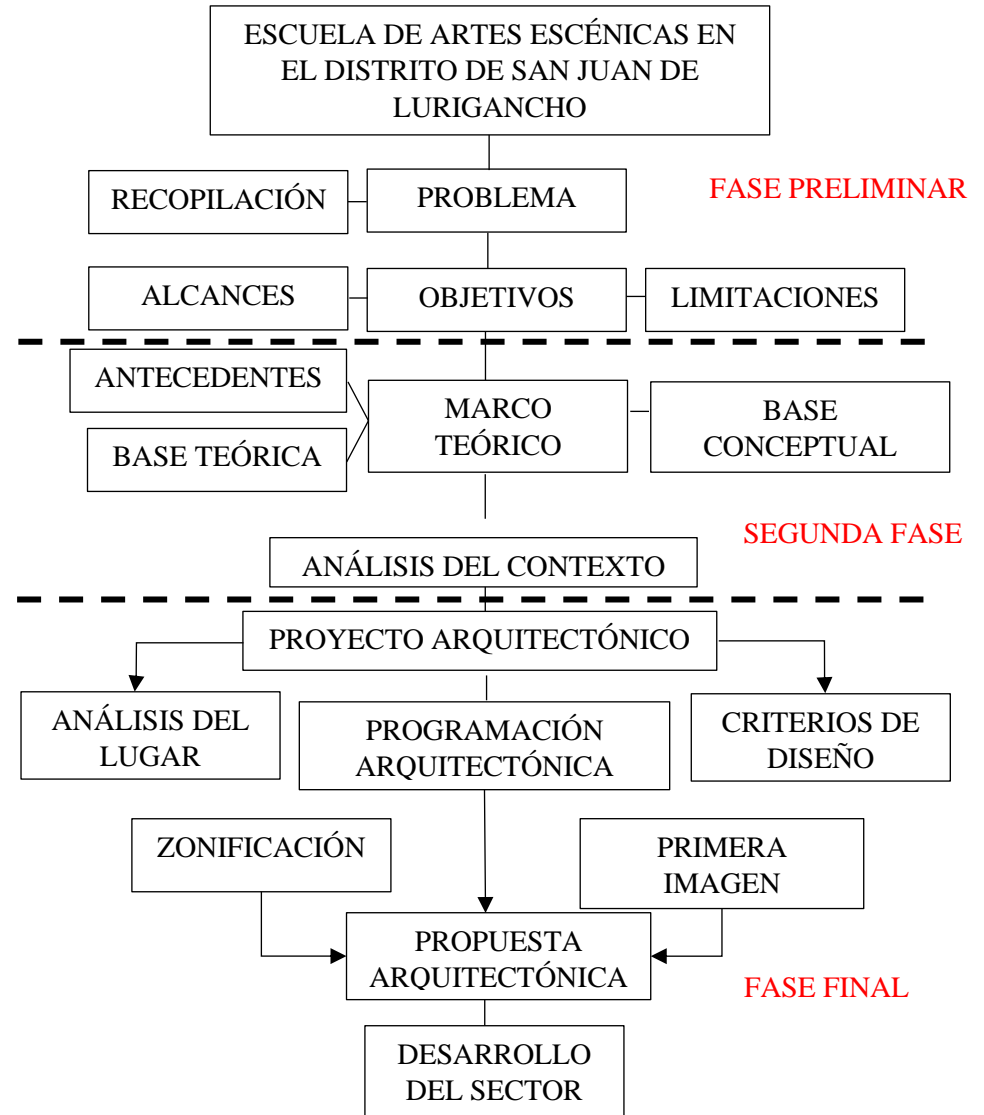 ESCUELA DE ARTES ESCÉNICAS EN
EL DISTRITO DE SAN JUAN DE
LURIGANCHO
RECOPILACIÓN
PROBLEMA
FASE PRELIMINAR
ALCANCES
OBJETIVOS
LIMITACIONES
ANTECEDENTES
BASE TEÓRICA
MARCO
TEÓRICO
BASE
CONCEPTUAL
SEGUNDA FASE
ANÁLISIS DEL CONTEXTO
PROYECTO ARQUITECTÓNICO
ANÁLISIS DEL
LUGAR
PROGRAMACIÓN
ARQUITECTÓNICA
CRITERIOS DE
DISEÑO
ZONIFICACIÓN
PRIMERA
IMAGEN
PROPUESTA
ARQUITECTÓNICA
FASE FINAL
DESARROLLO
DEL SECTOR